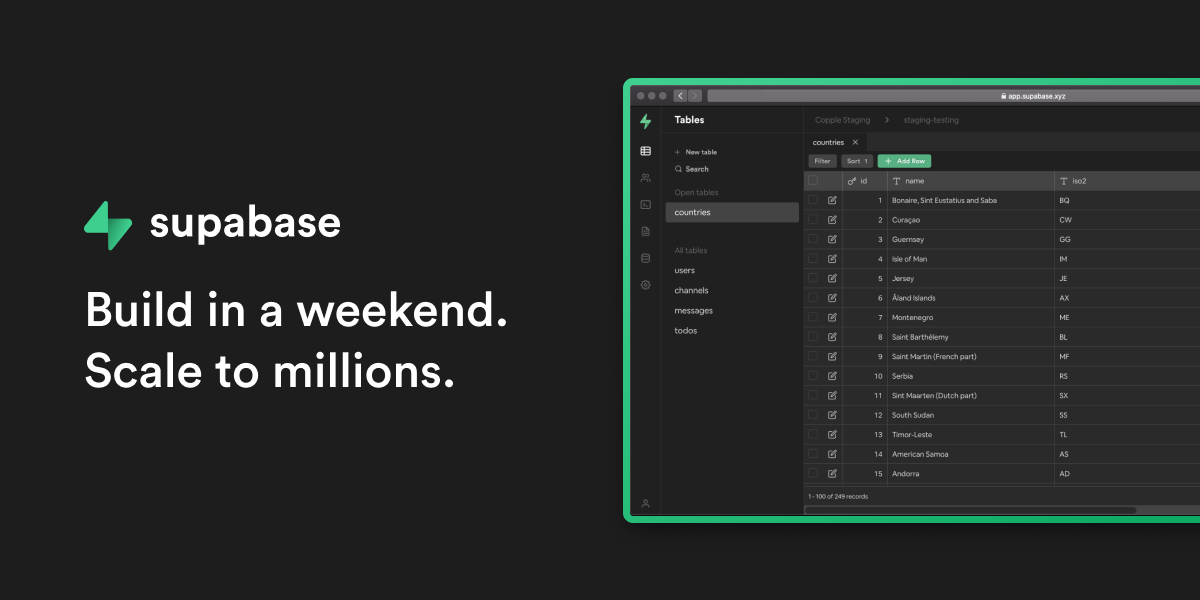 supabase
Build in a weekend.
Scale to millions.
app.supabase.xyz
Tables
New table
Search
Open tables
countries
All tables
users
channels
messages
todos
Copple Staging > staging-testing
countries
Filter Sort 1 + Add Row
id name iso2
1 Bonaire, Sint Eustatius and Saba BQ
2 Curaçao CW
3 Guernsey GG
4 Isle of Man IM
5 Jersey JE
6 Åland Islands AX
7 Montenegro ME
8 Saint Barthélemy BL
9 Saint Martin (French part) MF
10 Serbia RS
11 Sint Maarten (Dutch part) SX
12 South Sudan SS
13 Timor-Leste TL
14 American Samoa AS
15 Andorra AD
1 - 100 of 249 records